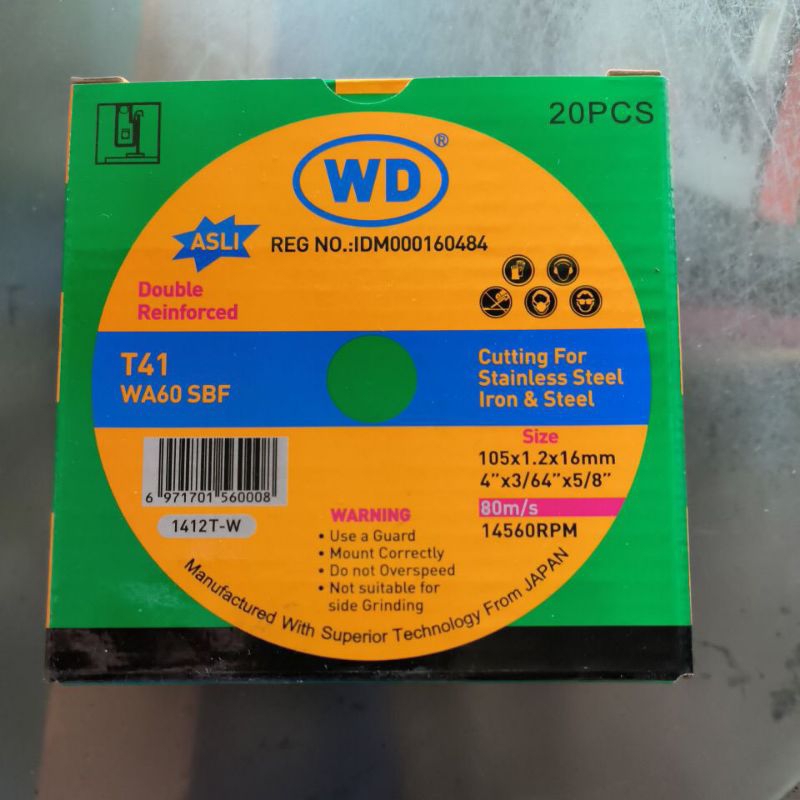 20PCS
WD®
ASLI
REG NO.:IDM000160484
Double
Reinforced
T41
WA60 SBF
Cutting For
Stainless Steel
Iron & Steel
Size
105x1.2x16mm
4”x3/64”x5/8”
80m/s
14560RPM
6 971701 560008
1412T-W
WARNING
• Use a Guard
• Mount Correctly
• Do not Overspeed
• Not suitable for
side Grinding
Manufactured With Superior Technology From JAPAN